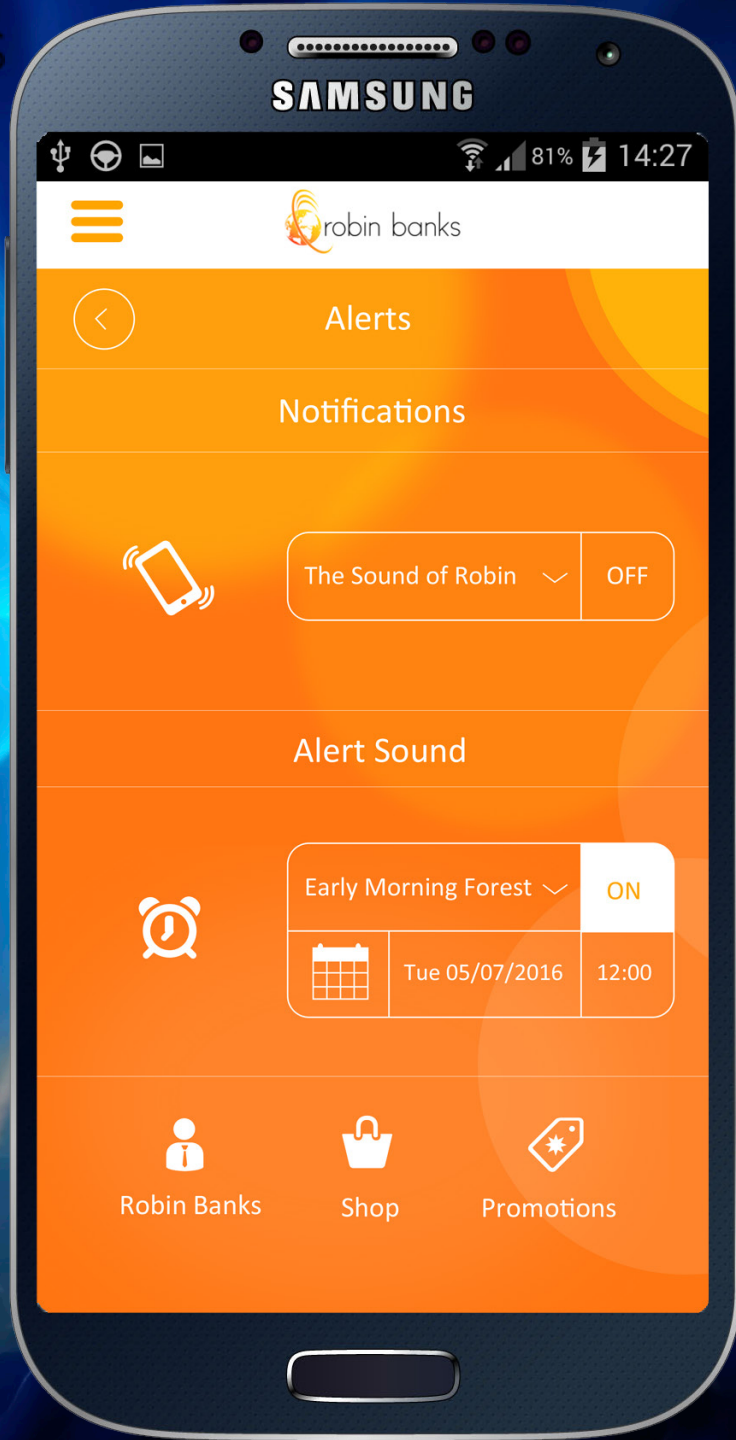 SAMSUNG
81% 14:27
robin banks
Alerts
Notifications
The Sound of Robin OFF
Alert Sound
Early Morning Forest ON
Tue 05/07/2016 12:00
Robin Banks Shop Promotions